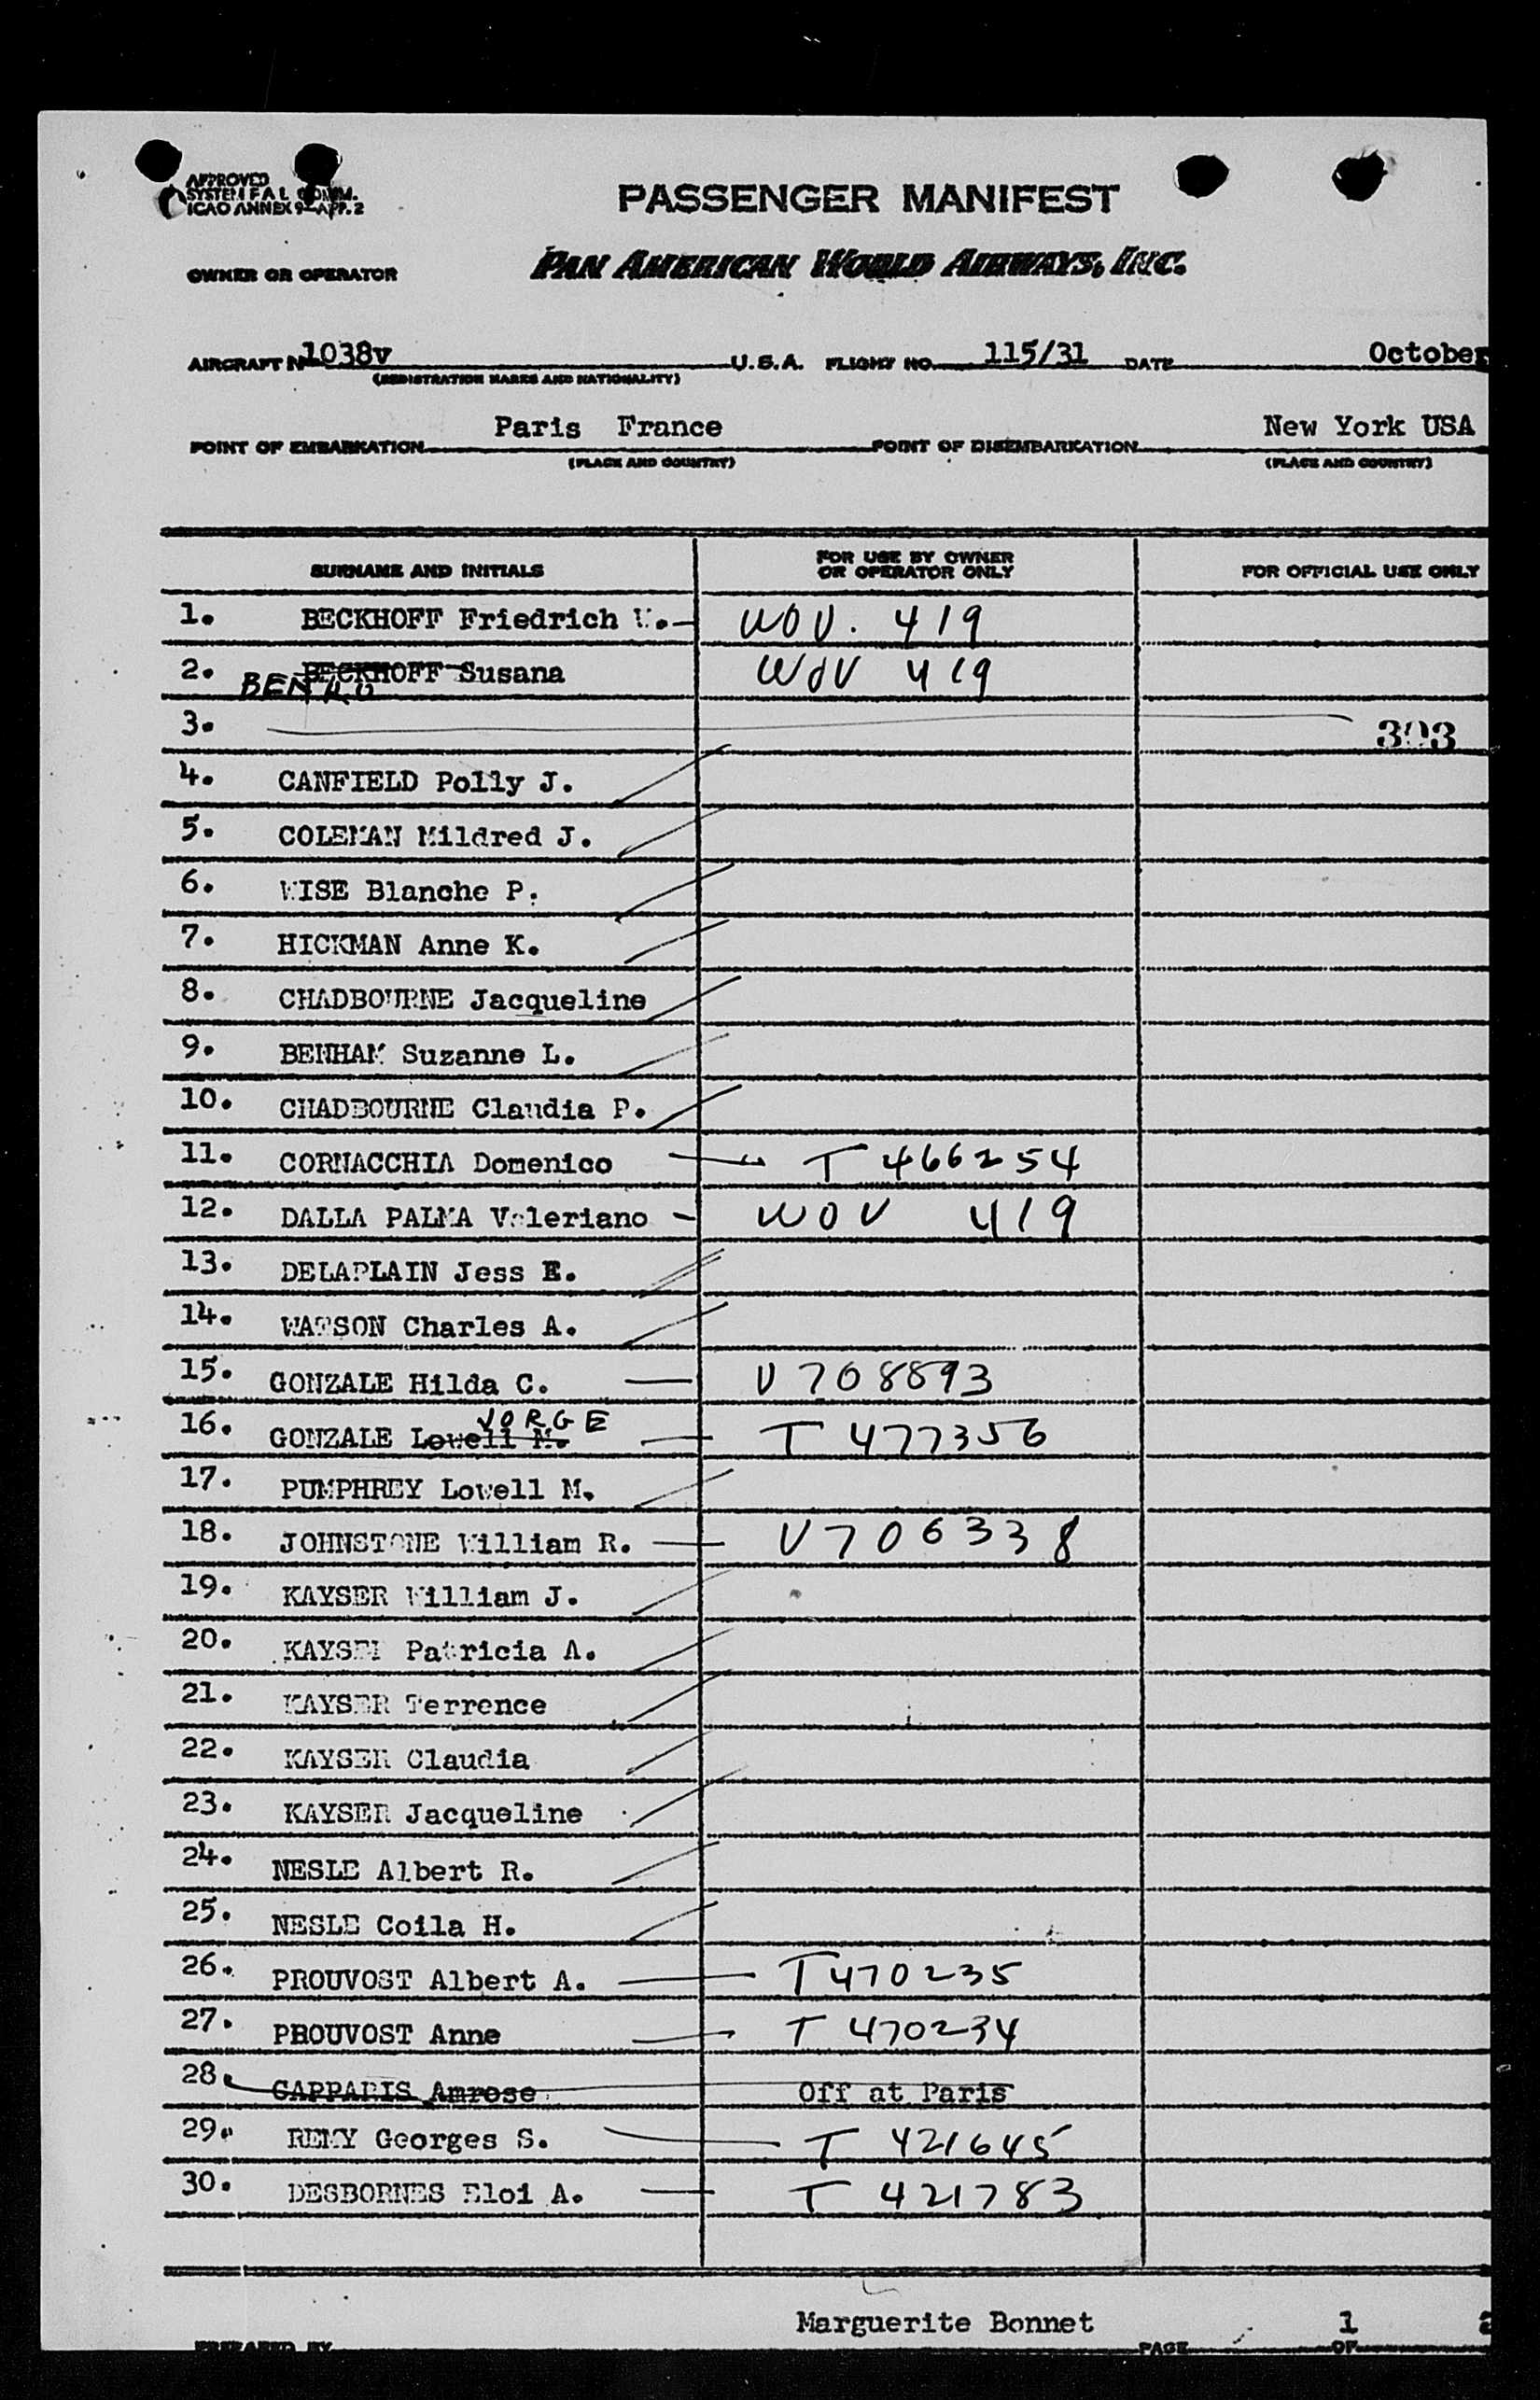 APPROVED
SYSTEM F A L COMM.
ICAO ANNEX 9-APP. 2
PASSENGER MANIFEST
OWNER OR OPERATOR PAN AMERICAN WORLD AIRWAYS, INC.
AIRCRAFT No 1038v U.S.A. FLIGHT NO. 115/31 DATE October
(REGISTRATION MARKS AND NATIONALITY)
Paris France New York USA
POINT OF EMBARKATION POINT OF DISEMBARKATION
(PLACE AND COUNTRY) (PLACE AND COUNTRY)
SURNAME AND INITIALS FOR USE BY OWNER OR OPERATOR ONLY FOR OFFICIAL USE ONLY
1. BECKHOFF Friedrich W. WOV. 419
2. BECKHOFF Susana WOV 419
3. 303
4. CANFIELD Polly J.
5. COLEMAN Mildred J.
6. WISE Blanche P.
7. HICKMAN Anne K.
8. CHADBOURNE Jacqueline
9. BENHAM Suzanne L.
10. CHADBOURNE Claudia P.
11. CORNACCHIA Domenico T 466254
12. DALLA PALMA Valeriano WOV 419
13. DELAPLAIN Jess E.
14. WATSON Charles A.
15. GONZALE Hilda C. V 708893
JORGE
16. GONZALE Lowell M. T 477356
17. PUMPHREY Lowell M.
18. JOHNSTONE William R. V706338
19. KAYSER William J.
20. KAYSER Patricia A.
21. KAYSER Terrence
22. KAYSER Claudia
23. KAYSER Jacqueline
24. NESLE Albert R.
25. NESLE Coila H.
26. PROUVOST Albert A. T470235
27. PROUVOST Anne T 470234
28. CAPPARIS Amrose Off at Paris
29. REMY Georges S. T 421645
30. DESBORNES Eloi A. T 421783
Marguerite Bonnet 1 2
PREPARED BY PAGE OF